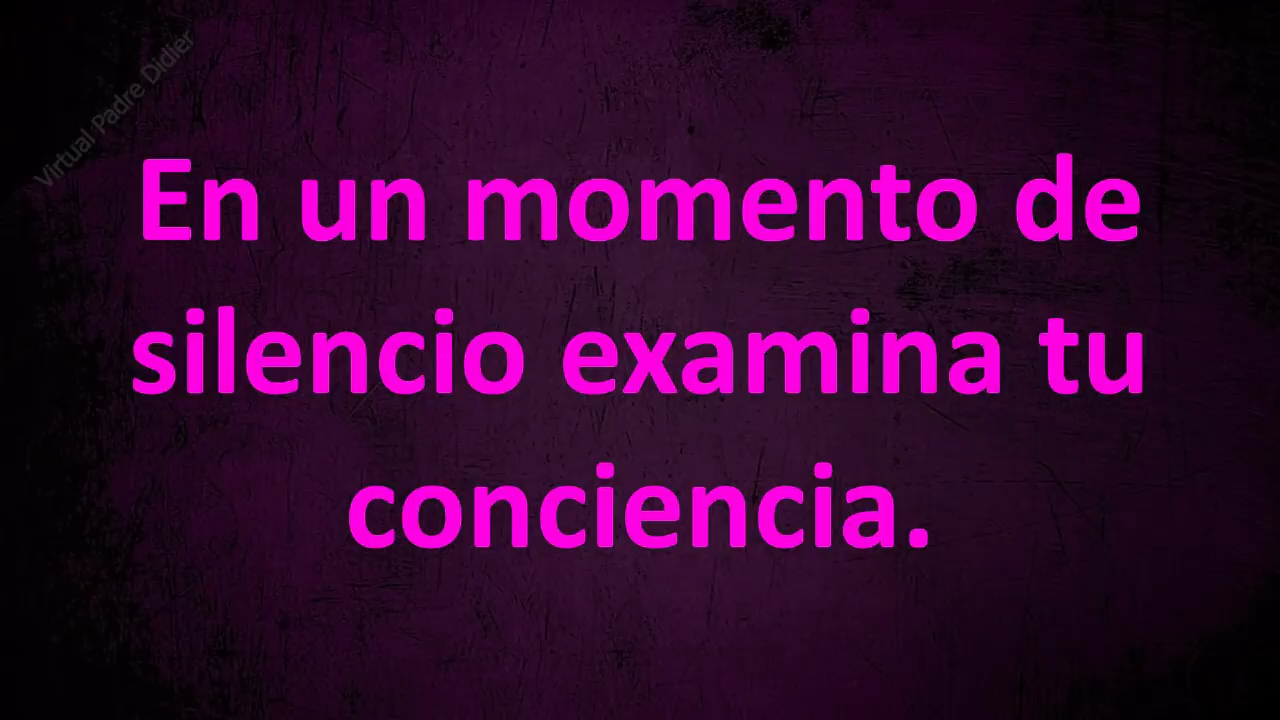 Virtual Padre Didier
En un momento de
silencio examina tu
conciencia.